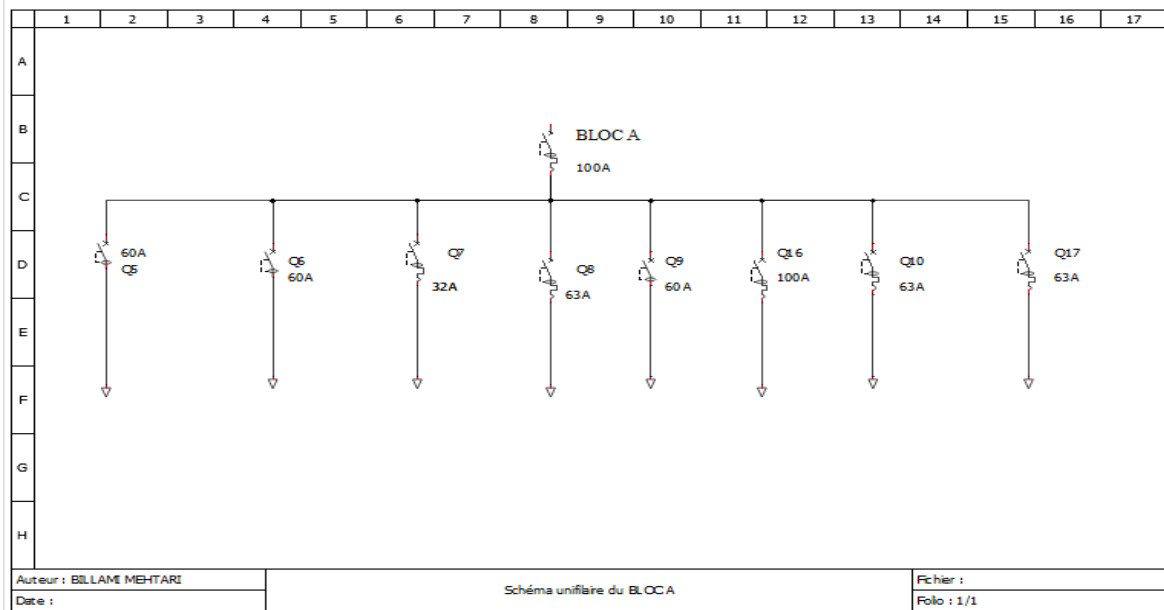 1 2 3 4 5 6 7 8 9 10 11 12 13 14 15 16 17
A
B
BLOC A
100A
C
D
60A
Q5
Q6
60A
Q7
32A
Q8
63A
Q9
60A
Q16
100A
Q10
63A
Q17
63A
E
F
G
H
Auteur : BILLAMI MEHTARI
Date :
Schéma unifilaire du BLOC A
Fichier :
Folio : 1/1